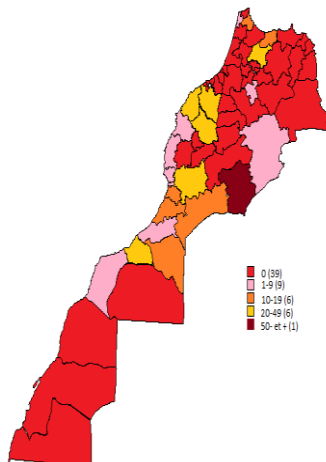 0 (39)
1-9 (9)
10-19 (6)
20-49 (6)
50- et + (1)